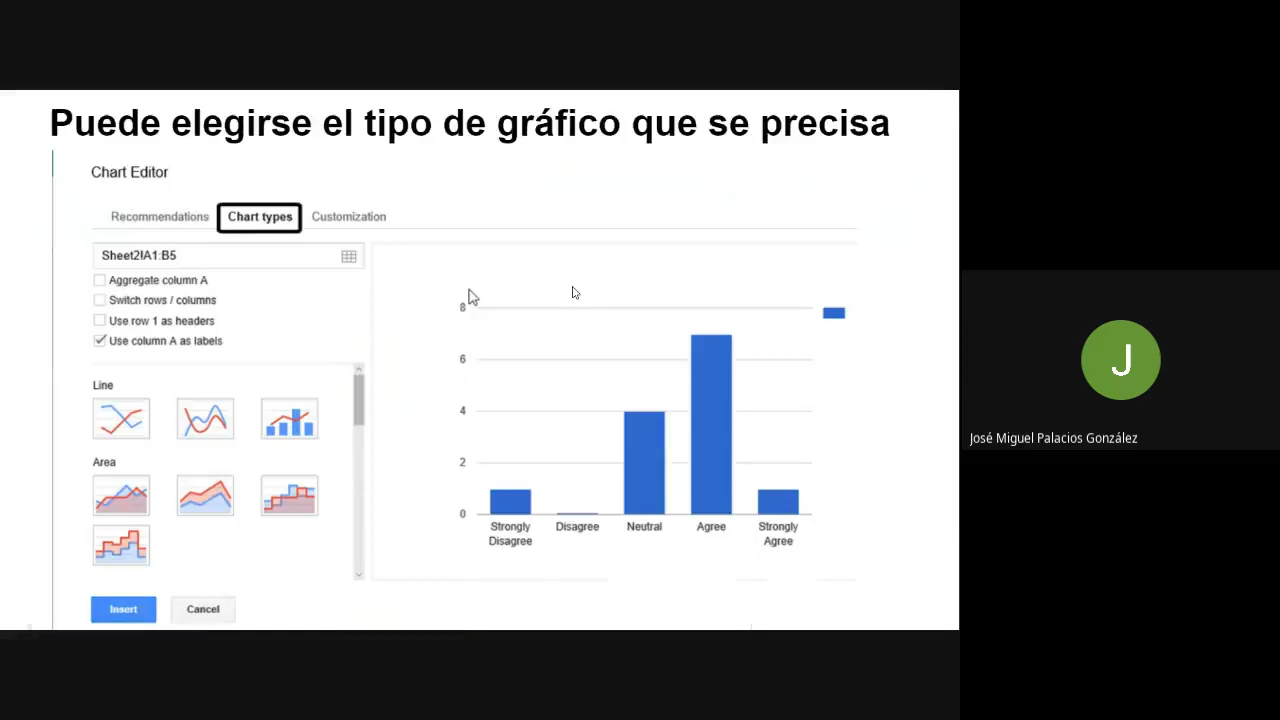 Puede elegirse el tipo de gráfico que se precisa
Chart Editor
Recommendations Chart types Customization
Sheet2!A1:B5
Aggregate column A
Switch rows / columns
Use row 1 as headers
Use column A as labels
Line
Area
Insert Cancel
8
6
4
2
0
Strongly Disagree Neutral Agree Strongly
Disagree Agree
J
José Miguel Palacios González